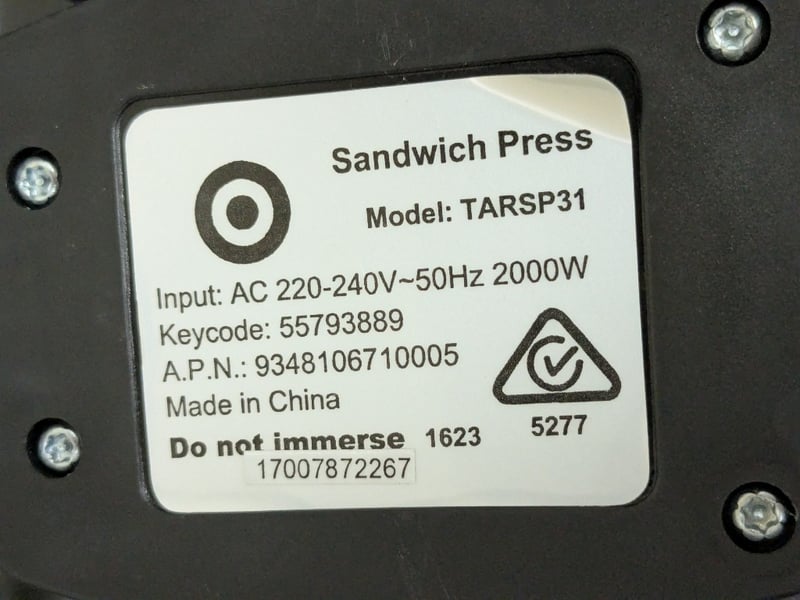 Sandwich Press
Model: TARSP31
Input: AC 220-240V~50Hz 2000W
Keycode: 55793889
A.P.N.: 9348106710005
Made in China
Do not immerse 1623
5277
17007872267